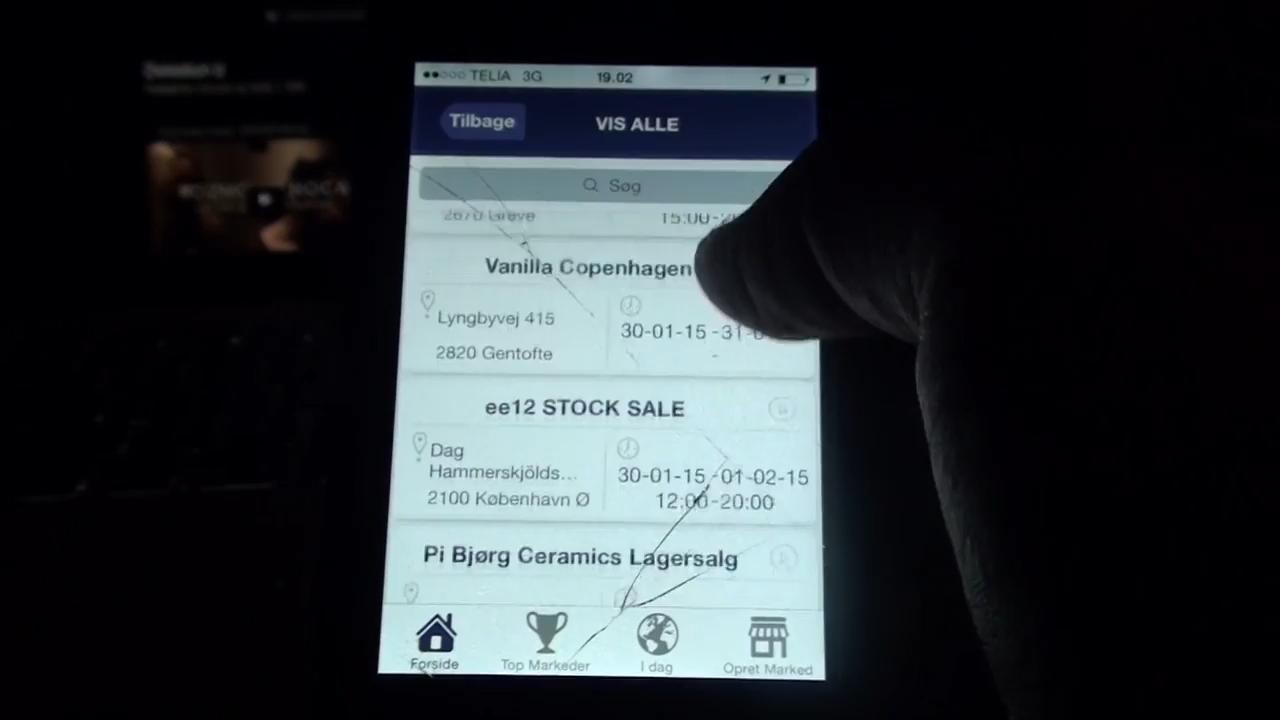 TELIA 3G 19.02
Tilbage VIS ALLE
Søg
2670 Greve 15:00-2
Vanilla Copenhagen
Lyngbyvej 415
30-01-15 -31-0
2820 Gentofte
ee12 STOCK SALE
Dag
Hammerskjölds...
30-01-15 -01-02-15
2100 København Ø
12:00-20:00
Pi Bjørg Ceramics Lagersalg
Forside Top Markeder I dag Opret Marked